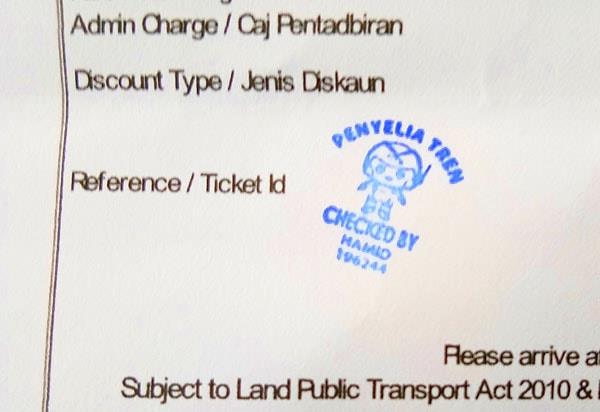 Admin Charge / Caj Pentadbiran
Discount Type / Jenis Diskaun
PENYELIA TREN
Reference / Ticket Id
CHECKED BY
HAMID
196244
Please arrive
Subject to Land Public Transport Act 2010 &